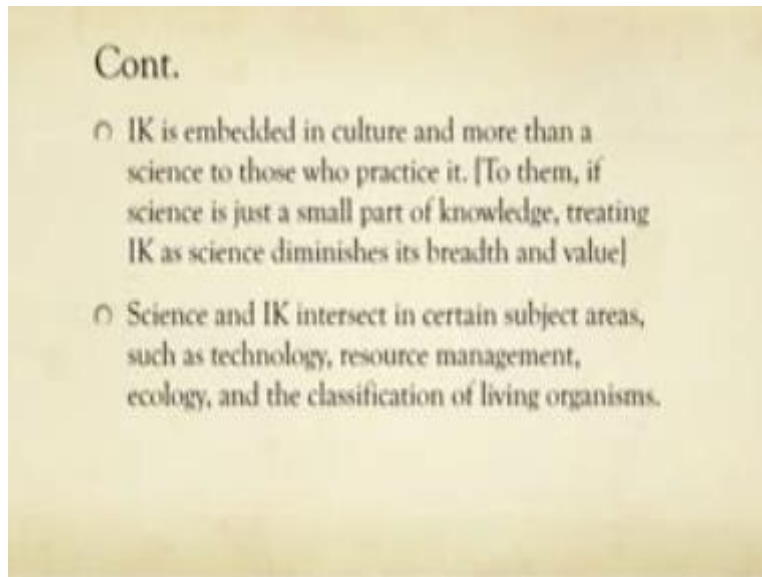 Cont.
IK is embedded in culture and more than a
science to those who practice it. [To them, if
science is just a small part of knowledge, treating
IK as science diminishes its breadth and value]
Science and IK intersect in certain subject areas,
such as technology, resource management,
ecology, and the classification of living organisms.